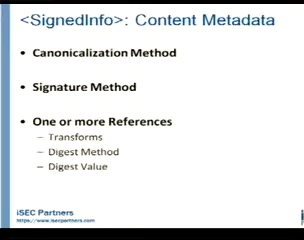 <SignedInfo>: Content Metadata
• Canonicalization Method
• Signature Method
• One or more References
– Transforms
– Digest Method
– Digest Value
iSEC Partners
https://www.isecpartners.com